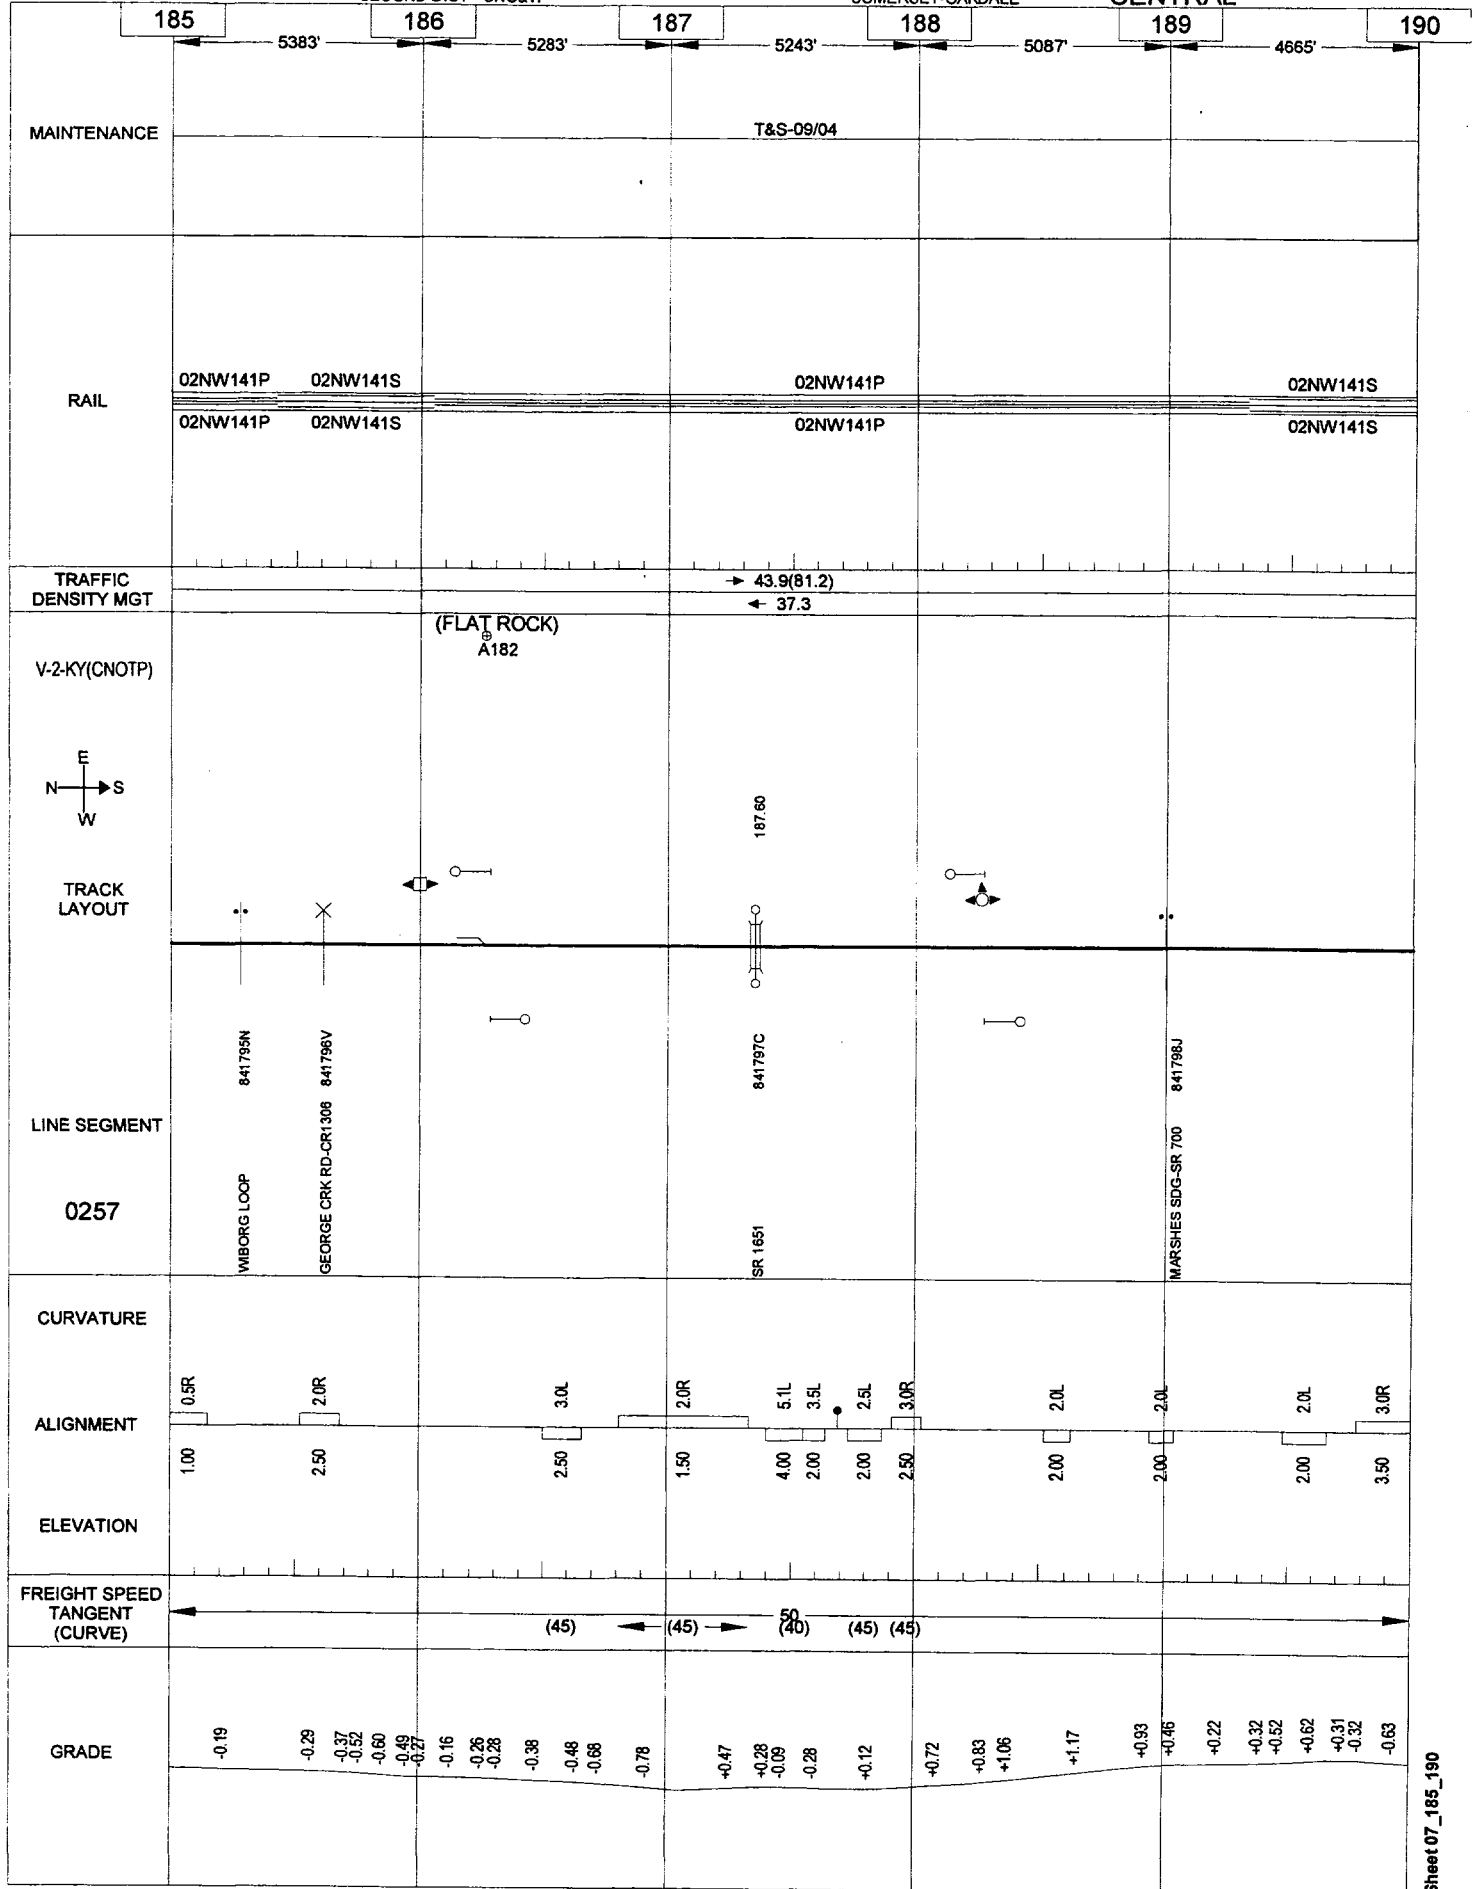 CENTRAL
185 186 187 188 189 190
5383' 5283' 5243' 5087' 4665'
MAINTENANCE
T&S-09/04
RAIL
02NW141P 02NW141S 02NW141P 02NW141S
02NW141P 02NW141S 02NW141P 02NW141S
TRAFFIC
DENSITY MGT
43.9(81.2)
37.3
(FLAT ROCK)
A182
V-2-KY(CNOTP)
E
N S
W
187.60
TRACK
LAYOUT
841795N 841796V 841797C 841798J
LINE SEGMENT
0257
WIBORG LOOP
GEORGE CRK RD-CR1306
SR 1651
MARSHES SDG-SR 700
CURVATURE
0.5R 2.0R 3.0L 2.0R 5.1L 3.5L 2.5L 3.0R 2.0L 2.0L 2.0L 3.0R
ALIGNMENT
1.00 2.50 2.50 1.50 4.00 2.00 2.00 2.50 2.00 2.00 2.00 3.50
ELEVATION
FREIGHT SPEED
TANGENT
(CURVE)
50
(45) (45) (40) (45) (45)
GRADE
-0.19 -0.29 -0.37 -0.52 -0.60 -0.49 -0.27 -0.16 -0.26 -0.28 -0.38 -0.48 -0.68 -0.78 +0.47 +0.28 -0.09 -0.28 +0.12 +0.72 +0.83 +1.06 +1.17 +0.93 +0.46 +0.22 +0.32 +0.52 +0.62 +0.31 -0.32 -0.63
Sheet 07_185_190